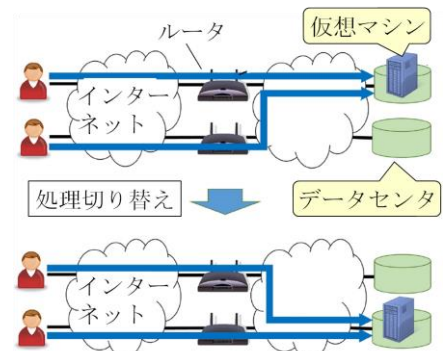 ルータ
仮想マシン
インター
ネット
処理切り替え
データセンタ
インター
ネット